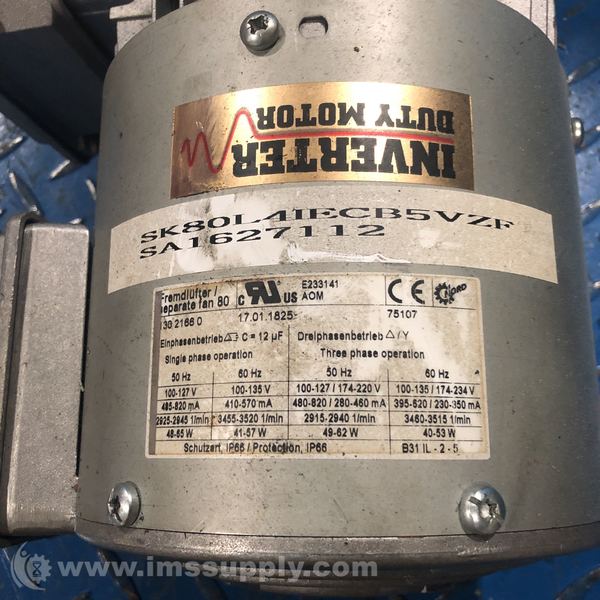 INVERTER
DUTY MOTOR
SK80L4IECB5VZF
SA1627112
Fremdlüfter /
separate fan 80
C UR US
E233141
AOM
CE NORD
2166 0
17.01.1825
75107
Einphasenbetrieb C = 12 µF
Dreiphasenbetrieb △ / Y
Single phase operation
Three phase operation
50 Hz 60 Hz 50 Hz 60 Hz
100-127 V 100-135 V 100-127 / 174-220 V 100-135 / 174-234 V
485-820 mA 410-570 mA 480-820 / 280-460 mA 395-520 / 230-350 mA
2925-2945 1/min 3455-3520 1/min 2915-2940 1/min 3460-3515 1/min
48-65 W 41-57 W 49-62 W 40-53 W
Schutzart, IP66 / Protection, IP66
B31 IL - 2 - 5
www.imssupply.com